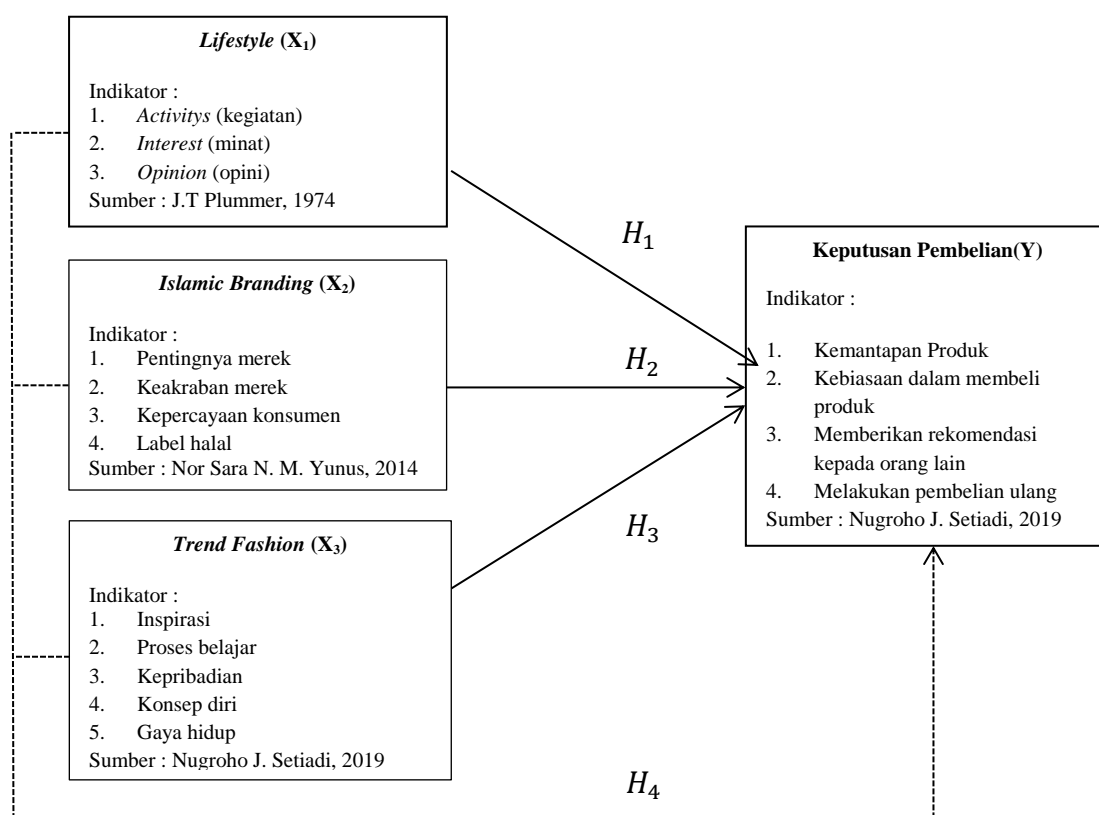 Lifestyle (X₁)
Indikator :
1. Activitys (kegiatan)
2. Interest (minat)
3. Opinion (opini)
Sumber : J.T Plummer, 1974
Islamic Branding (X₂)
Indikator :
1. Pentingnya merek
2. Keakraban merek
3. Kepercayaan konsumen
4. Label halal
Sumber : Nor Sara N. M. Yunus, 2014
Trend Fashion (X₃)
Indikator :
1. Inspirasi
2. Proses belajar
3. Kepribadian
4. Konsep diri
5. Gaya hidup
Sumber : Nugroho J. Setiadi, 2019
H₁
H₂
H₃
H₄
Keputusan Pembelian(Y)
Indikator :
1. Kemantapan Produk
2. Kebiasaan dalam membeli
produk
3. Memberikan rekomendasi
kepada orang lain
4. Melakukan pembelian ulang
Sumber : Nugroho J. Setiadi, 2019